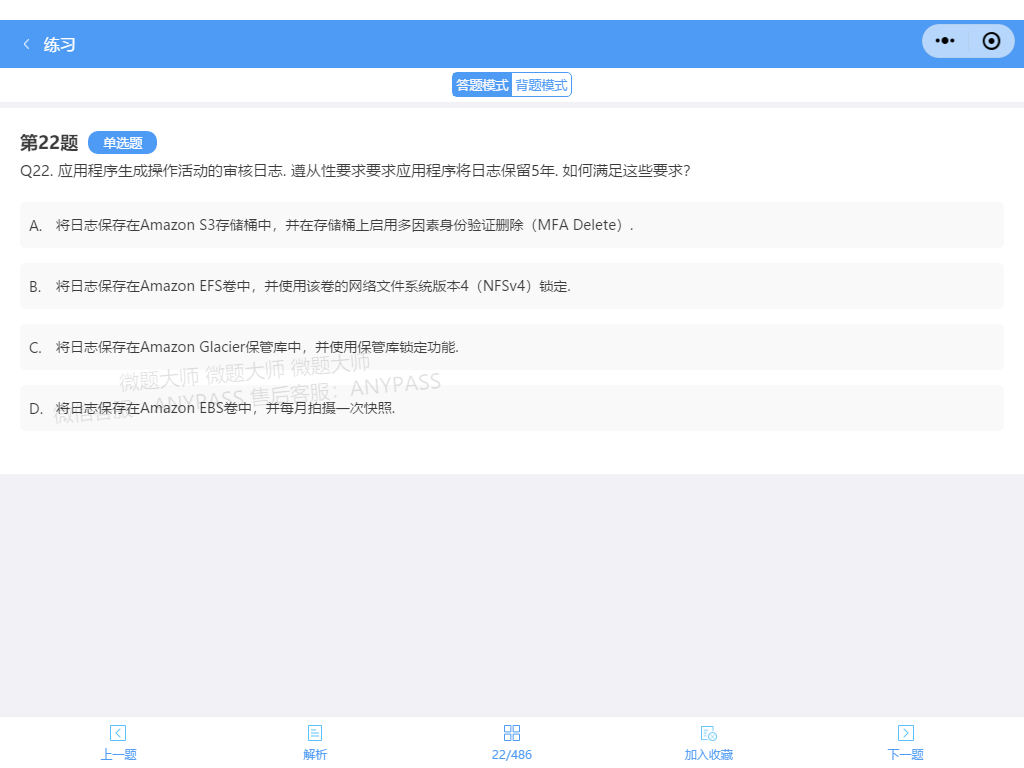 练习
答题模式 背题模式
第22题 单选题
Q22. 应用程序生成操作活动的审核日志. 遵从性要求要求应用程序将日志保留5年. 如何满足这些要求?
A. 将日志保存在Amazon S3存储桶中，并在存储桶上启用多因素身份验证删除（MFA Delete）.
B. 将日志保存在Amazon EFS卷中，并使用该卷的网络文件系统版本4（NFSv4）锁定.
C. 将日志保存在Amazon Glacier保管库中，并使用保管库锁定功能.
微题大师 微题大师 微题大师
微信客服：ANYPASS 售后客服：ANYPASS
D. 将日志保存在Amazon EBS卷中，并每月拍摄一次快照.
上一题 解析 22/486 加入收藏 下一题